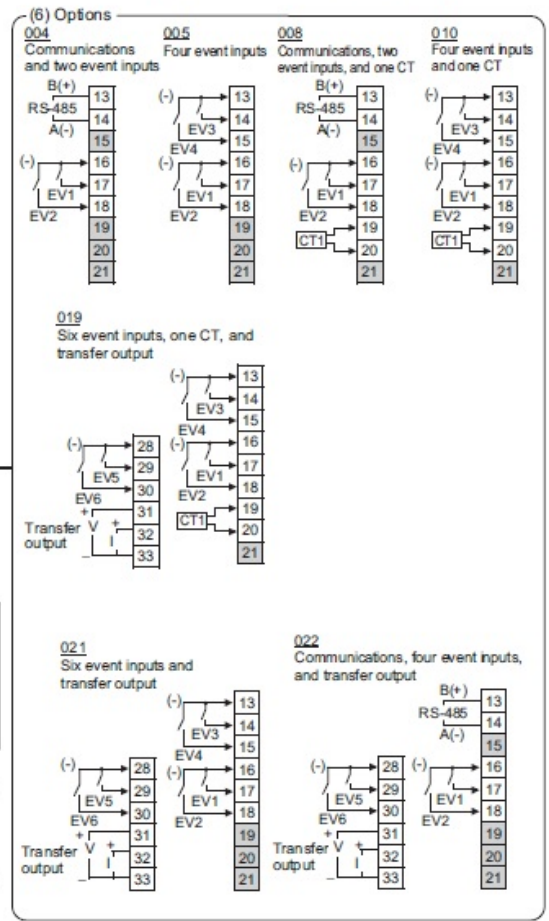 (6) Options
004
Communications
and two event inputs
B(+)
RS-485
A(-)
13
14
15
(-)
16
17
EV1
18
EV2
19
20
21
005
Four event inputs
(-)
13
14
EV3
15
EV4
(-)
16
17
EV1
18
EV2
19
20
21
008
Communications, two
event inputs, and one CT
B(+)
RS-485
A(-)
13
14
15
(-)
16
17
EV1
18
EV2
19
CT1
20
21
010
Four event inputs
and one CT
(-)
13
14
EV3
15
EV4
(-)
16
17
EV1
18
EV2
19
CT1
20
21
019
Six event inputs, one CT, and
transfer output
(-)
28
29
EV5
30
EV6
+
31
Transfer
output
V
+
I
32
–
33
(-)
13
14
EV3
15
EV4
(-)
16
17
EV1
18
EV2
19
CT1
20
21
021
Six event inputs and
transfer output
(-)
28
29
EV5
30
EV6
+
31
Transfer
output
V
+
I
32
–
33
(-)
13
14
EV3
15
EV4
(-)
16
17
EV1
18
EV2
19
20
21
022
Communications, four event inputs,
and transfer output
(-)
28
29
EV5
30
EV6
+
31
Transfer
output
V
+
I
32
–
33
B(+)
RS-485
A(-)
13
14
15
(-)
16
17
EV1
18
EV2
19
20
21